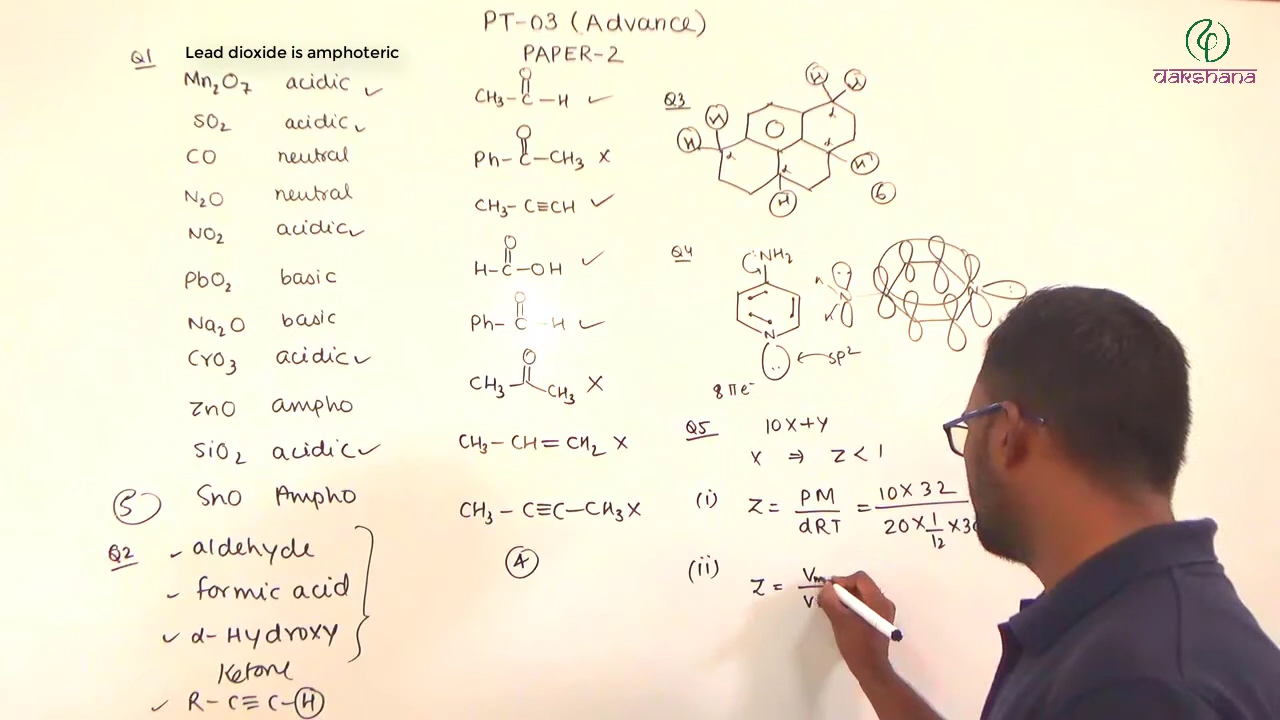 PT-03 (Advance)
PAPER-2
dakshana
Q1 Lead dioxide is amphoteric
Mn₂O₇ acidic ✓
SO₂ acidic ✓
CO neutral
N₂O neutral
NO₂ acidic ✓
PbO₂ basic
Na₂O basic
CrO₃ acidic ✓
ZnO ampho
SiO₂ acidic ✓
5 SnO Ampho
Q2 ✓ aldehyde
✓ formic acid
✓ α-Hydroxy
Ketone
✓ R-C≡C-H
O
CH₃-C-H ✓
O
Ph-C-CH₃ X
CH₃-C≡CH ✓
O
H-C-OH ✓
O
Ph-C-H ✓
O
CH₃ CH₃ X
CH₃-CH=CH₂ X
CH₃-C≡C-CH₃ X
4
Q3
H H
H H
α α
α α
H H
6
Q4
NH₂
N
N
N
sp²
8πe⁻
Q5 10X+Y
X ⇒ Z<1
(i) Z = PM/dRT = 10×32/20×1/12×30
(ii) Z =